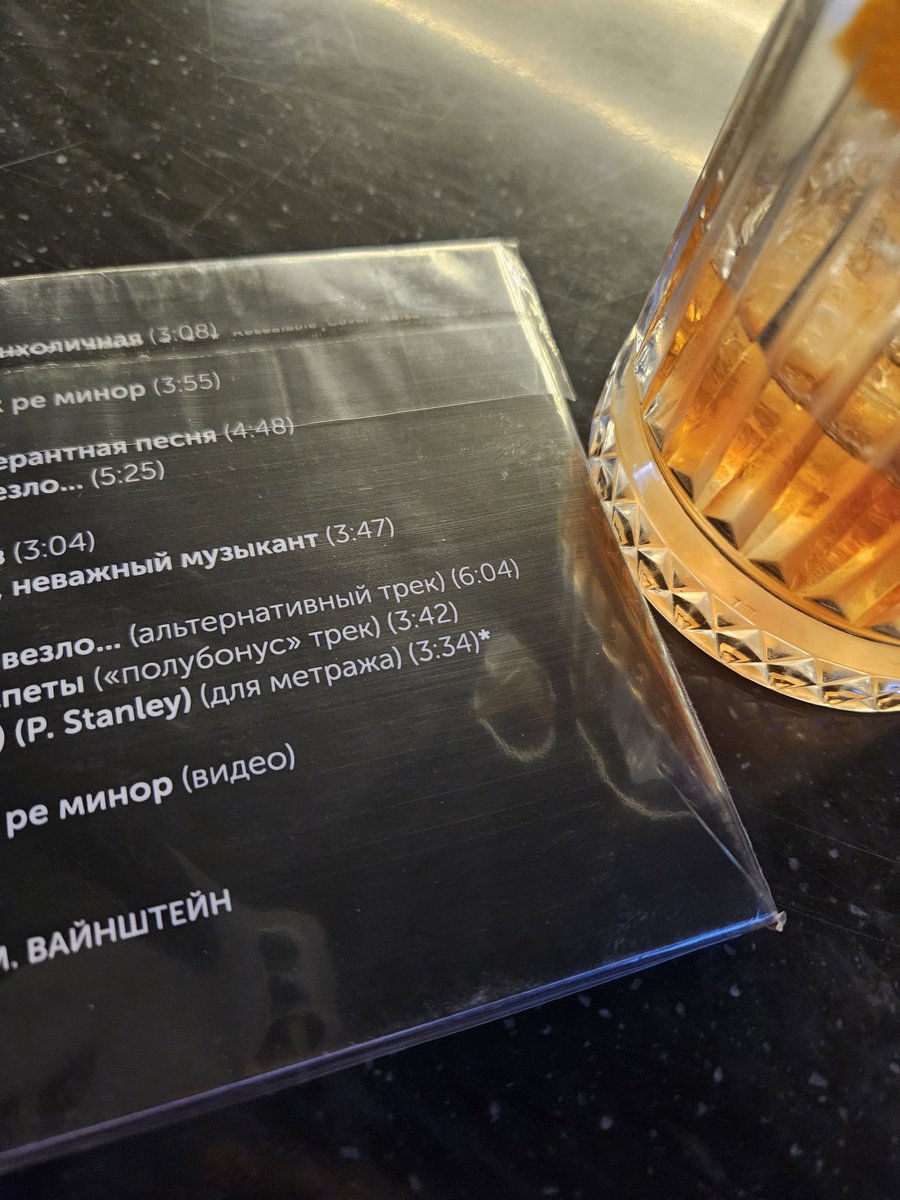 нхоличная (3:08)
к ре минор (3:55)
ерантная песня (4:48)
езло... (5:25)
в (3:04)
, неважный музыкант (3:47)
везло... (альтернативный трек) (6:04)
петы («полубонус» трек) (3:42)
) (P. Stanley) (для метража) (3:34)*
ре минор (видео)
М. ВАЙНШТЕЙН